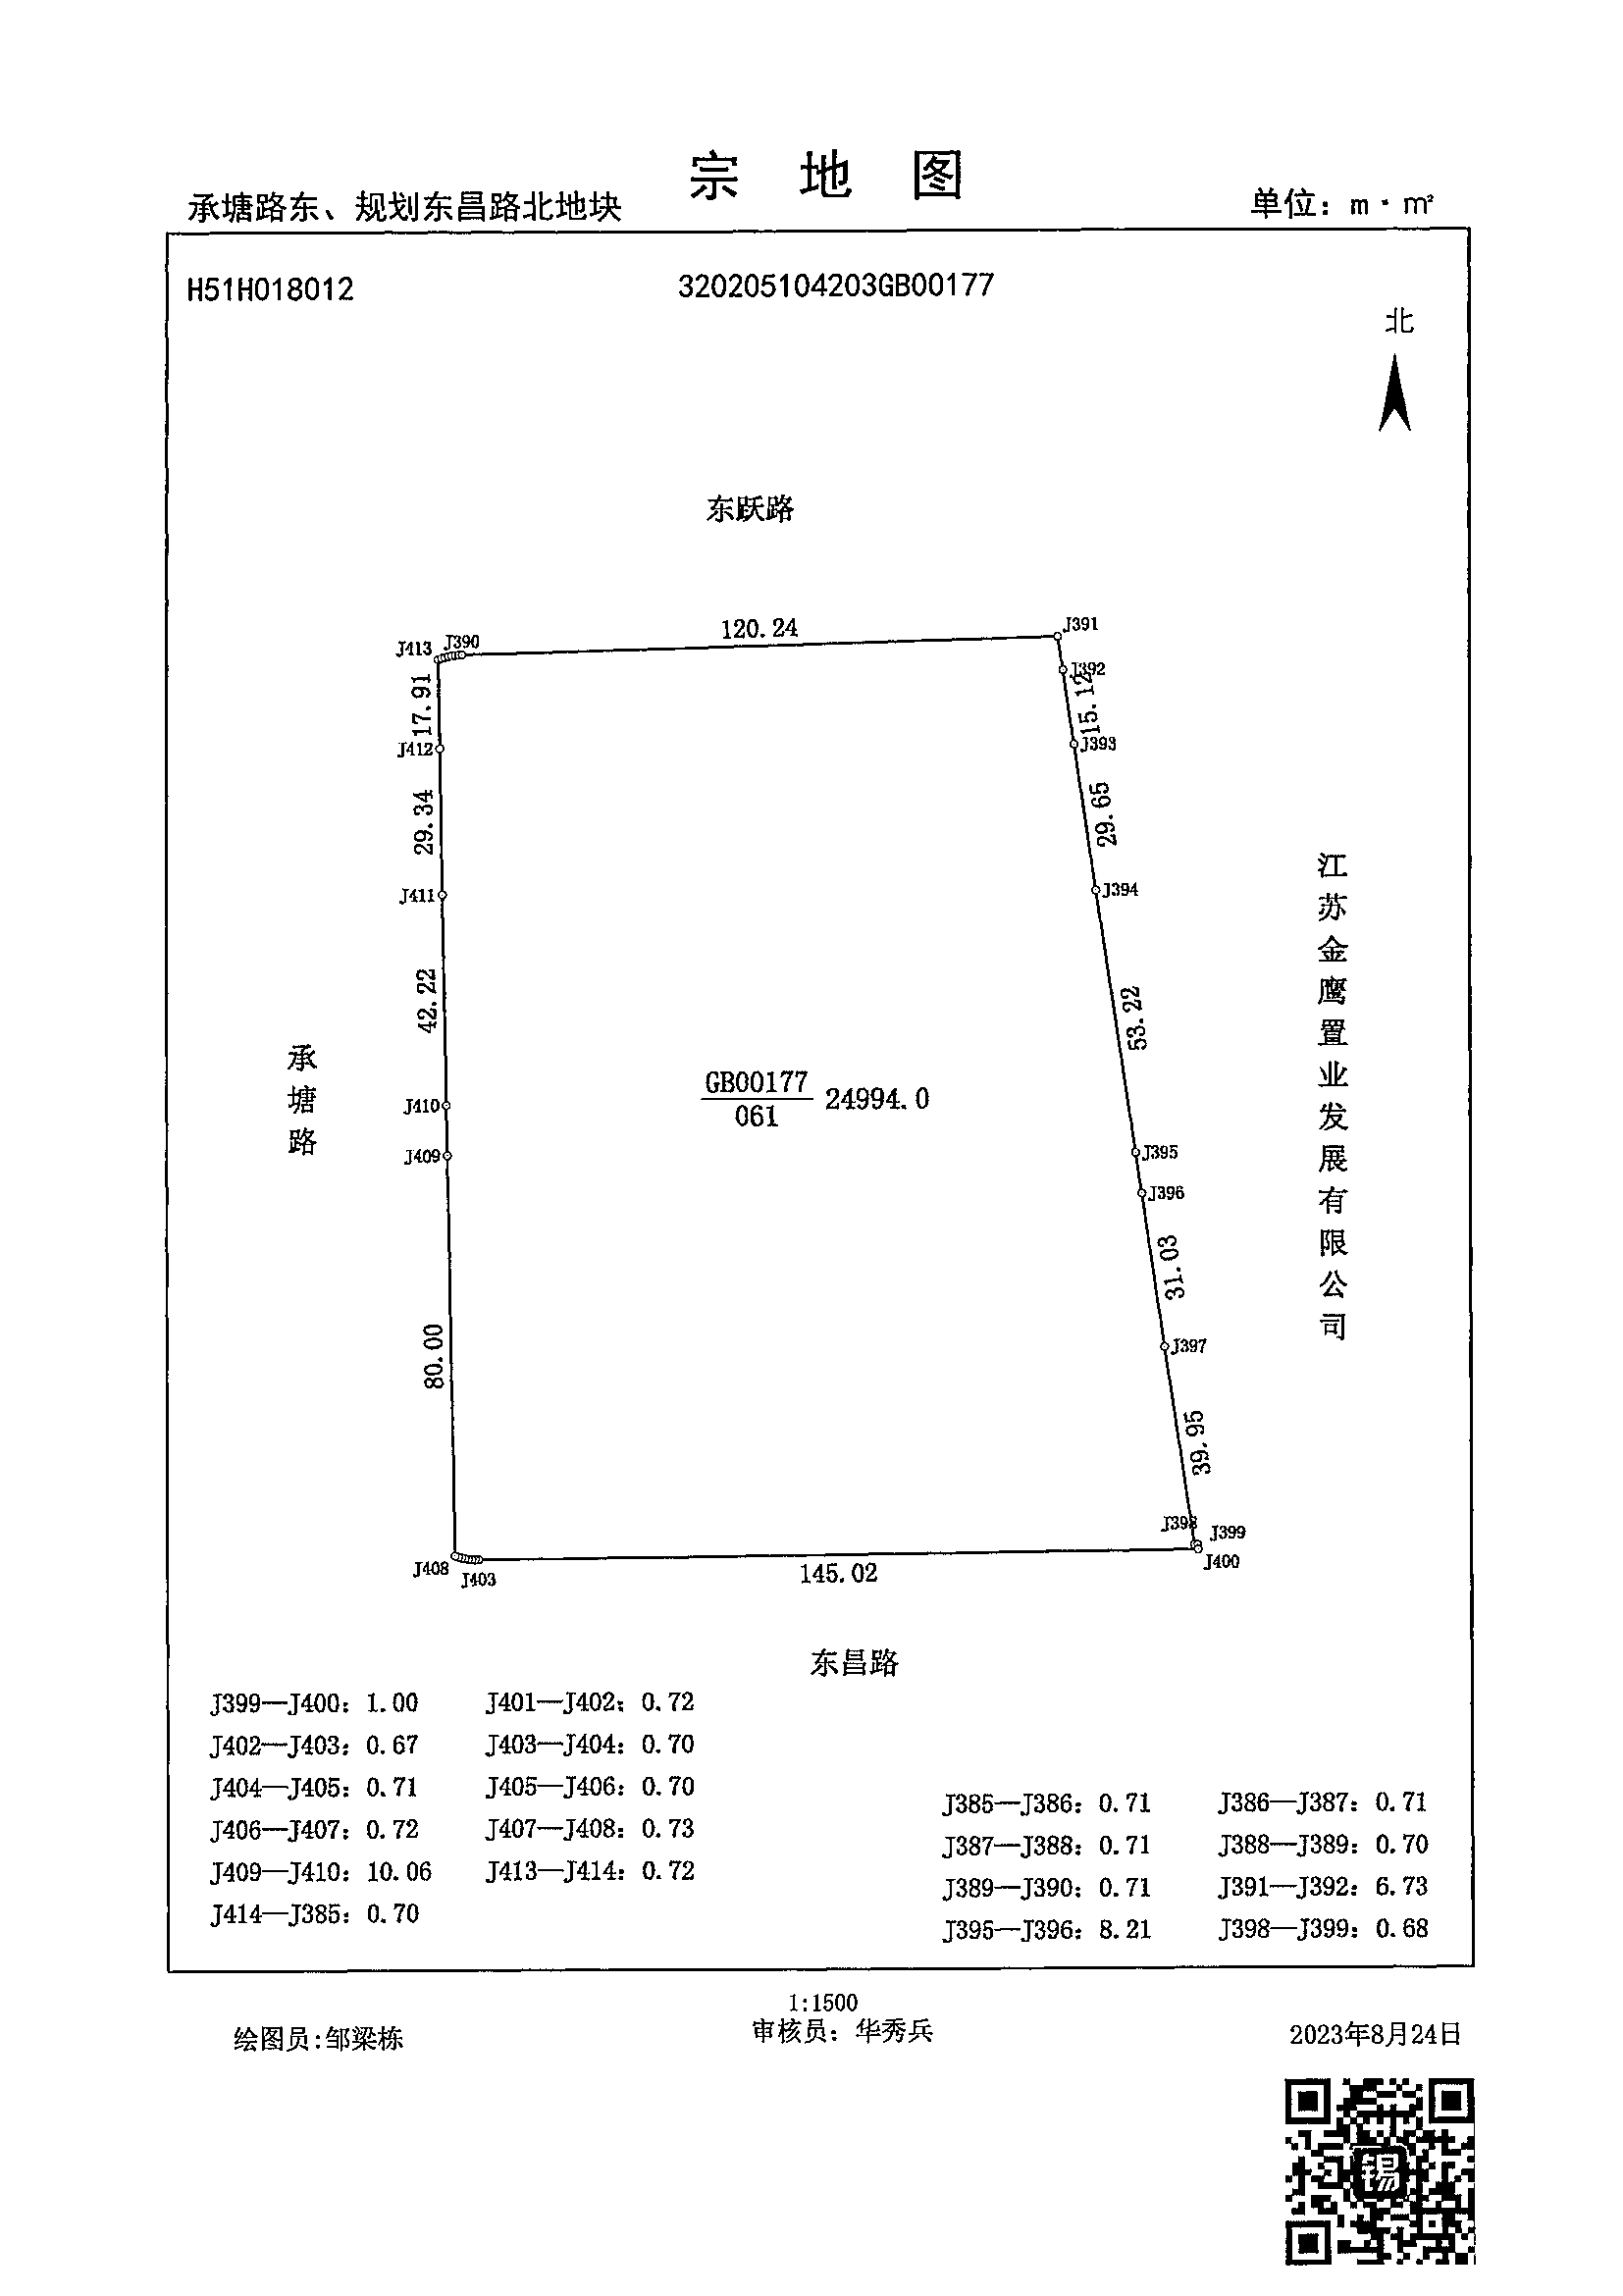 宗 地 图
承塘路东、规划东昌路北地块
单位：m·㎡
H51H018012
320205104203GB00177
北
东跃路
J413
J390
120.24
J391
J392
17.91
15.12
J412
J393
29.34
29.65
J411
J394
42.22
53.22
江苏金鹰置业发展有限公司
承塘路
GB00177
061
24994.0
J410
J409
J395
J396
31.03
J397
80.00
39.95
J398
J399
J400
J408
J403
145.02
东昌路
J399—J400：1.00 J401—J402：0.72
J402—J403：0.67 J403—J404：0.70
J404—J405：0.71 J405—J406：0.70
J406—J407：0.72 J407—J408：0.73
J409—J410：10.06 J413—J414：0.72
J414—J385：0.70
J385—J386：0.71 J386—J387：0.71
J387—J388：0.71 J388—J389：0.70
J389—J390：0.71 J391—J392：6.73
J395—J396：8.21 J398—J399：0.68
1:1500
绘图员:邹梁栋
审核员：华秀兵
2023年8月24日
锡